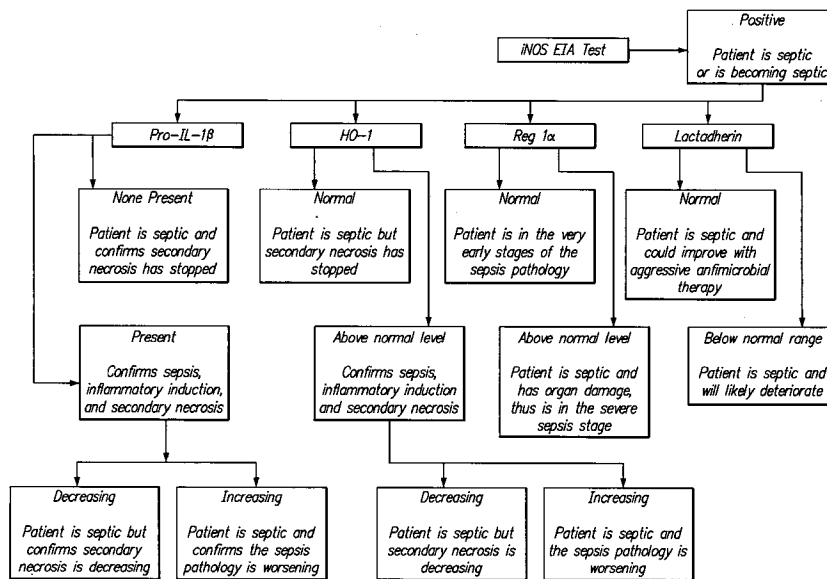 iNOS EIA Test
Positive
Patient is septic
or is becoming septic
Pro-IL-1β
HO-1
Reg 1α
Lactadherin
None Present
Patient is septic and
confirms secondary
necrosis has stopped
Normal
Patient is septic but
secondary necrosis has
stopped
Normal
Patient is in the very
early stages of the
sepsis pathology
Normal
Patient is septic and
could improve with
aggressive antimicrobial
therapy
Present
Confirms sepsis,
inflammatory induction,
and secondary necrosis
Above normal level
Confirms sepsis,
inflammatory induction
and secondary necrosis
Above normal level
Patient is septic and
has organ damage,
thus is in the severe
sepsis stage
Below normal range
Patient is septic and
will likely deteriorate
Decreasing
Patient is septic but
confirms secondary
necrosis is decreasing
Increasing
Patient is septic and
confirms the sepsis
pathology is worsening
Decreasing
Patient is septic but
secondary necrosis is
decreasing
Increasing
Patient is septic and
the sepsis pathology is
worsening